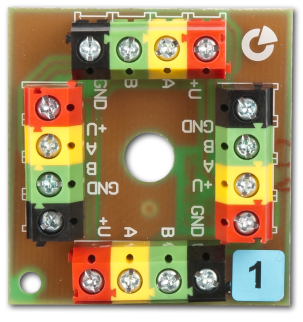 GND B A +U
+U
A
B
GND
GND
B
A
+U
+U A B GND
1